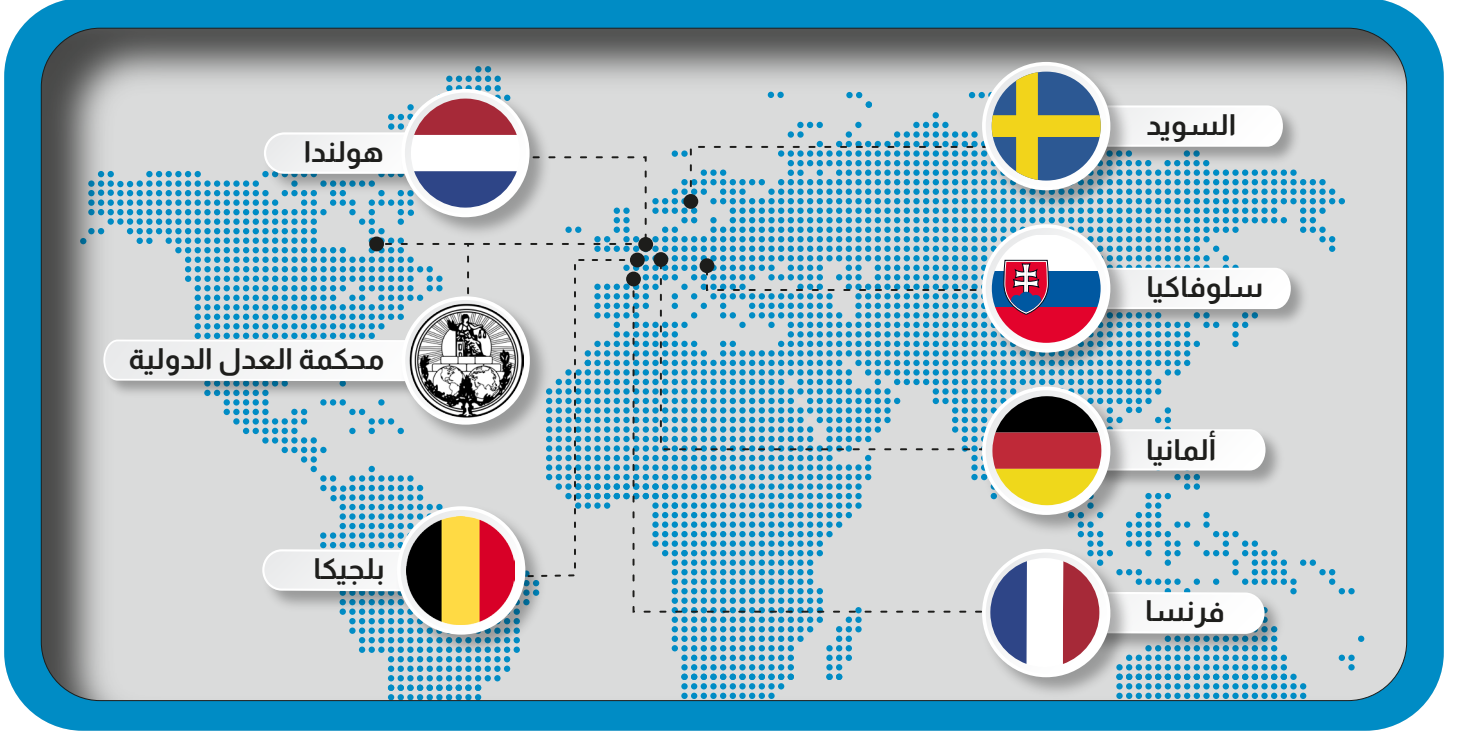 السويد
هولندا
سلوفاكيا
محكمة العدل الدولية
ألمانيا
بلجيكا
فرنسا